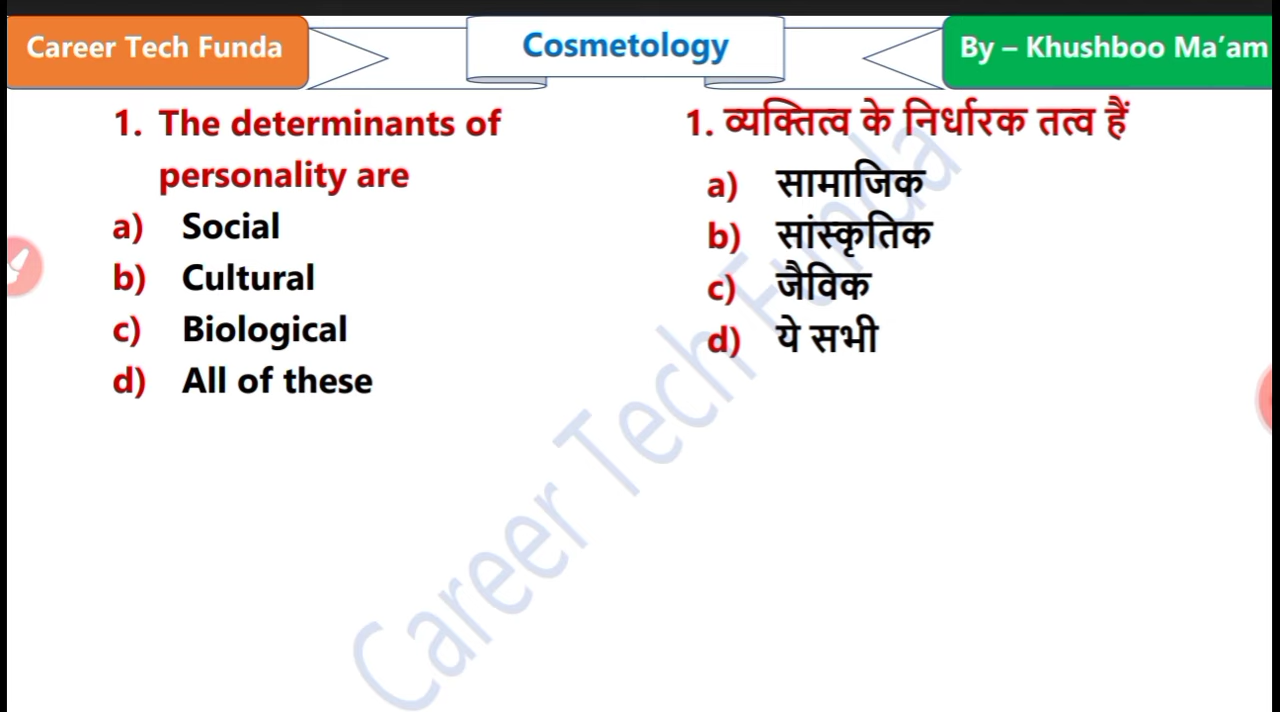 Career Tech Funda
Cosmetology
By – Khushboo Ma’am
1. The determinants of
personality are
a) Social
b) Cultural
c) Biological
d) All of these
1. व्यक्तित्व के निर्धारक तत्व हैं
a) सामाजिक
b) सांस्कृतिक
c) जैविक
d) ये सभी
Career Tech Funda